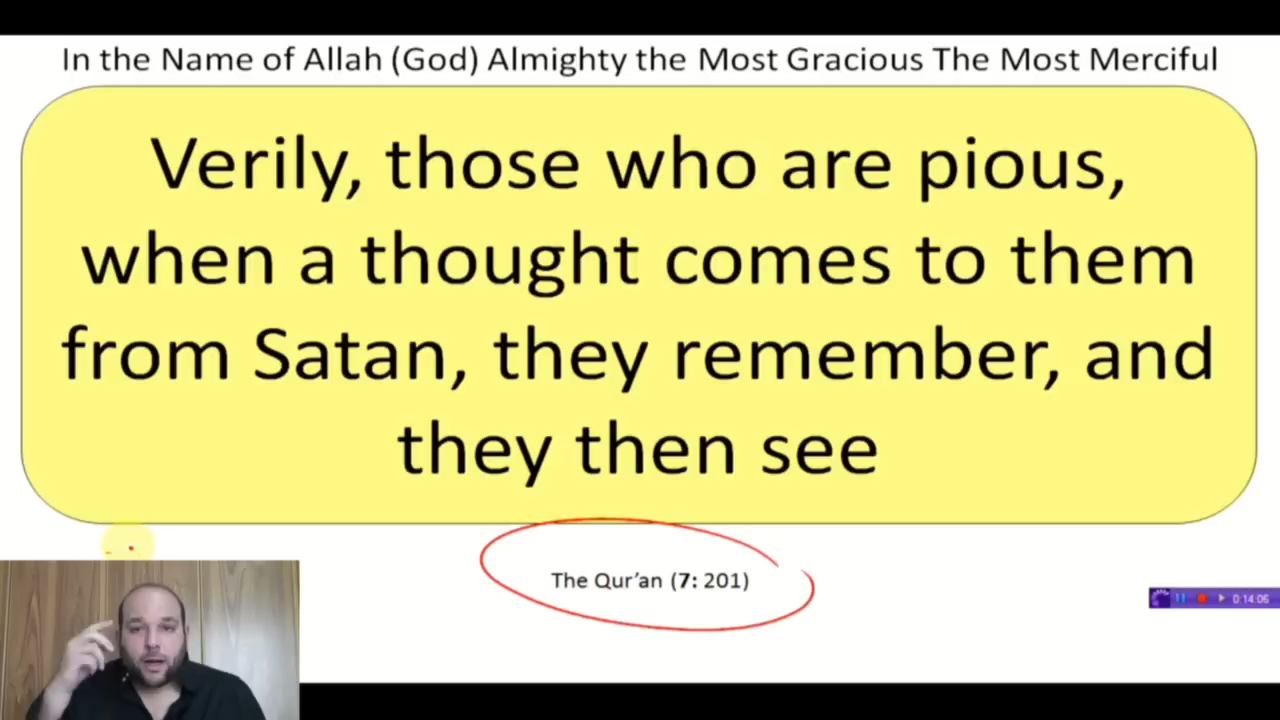 In the Name of Allah (God) Almighty the Most Gracious The Most Merciful
Verily, those who are pious,
when a thought comes to them
from Satan, they remember, and
they then see
The Qur’an (7: 201)
0:14:06